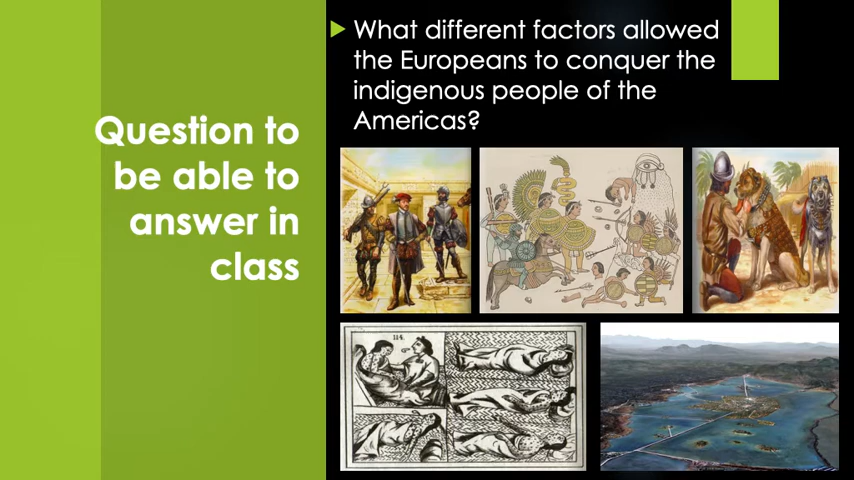 Question to
be able to
answer in
class
What different factors allowed
the Europeans to conquer the
indigenous people of the
Americas?
114.